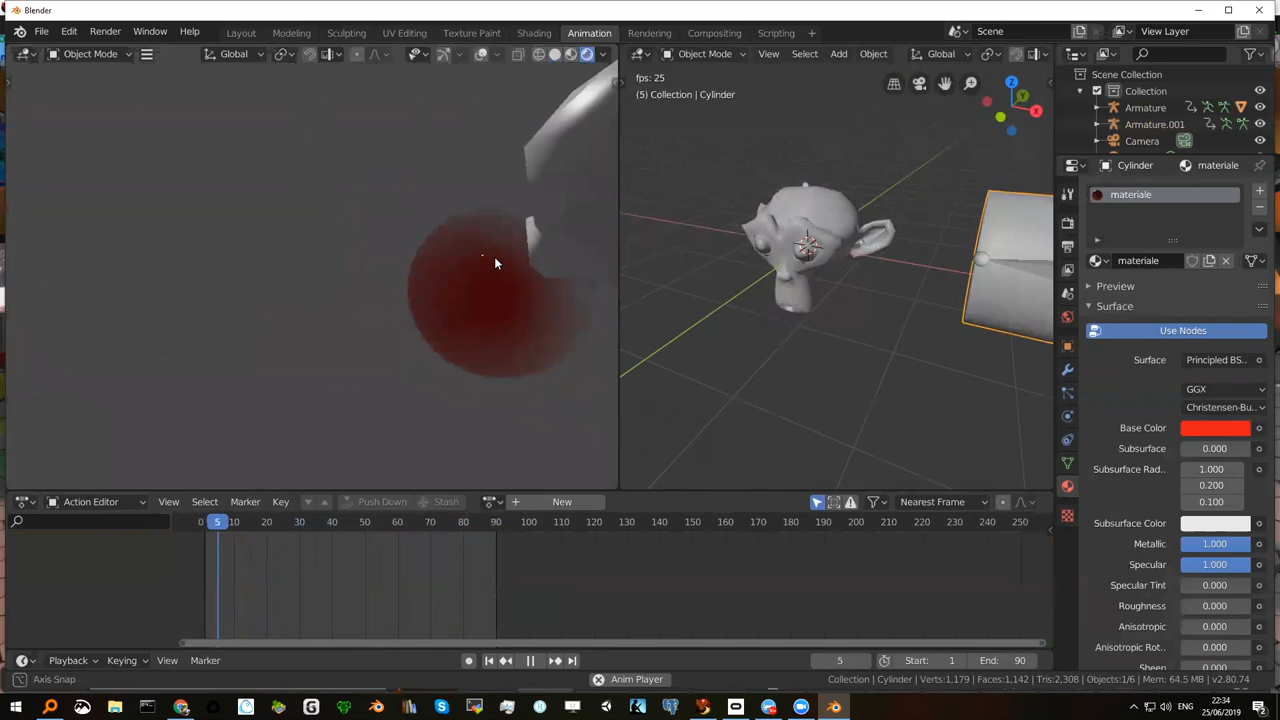 Blender
File Edit Render Window Help Layout Modeling Sculpting UV Editing Texture Paint Shading Animation Rendering Compositing Scripting Scene View Layer
Object Mode Global Object Mode View Select Add Object Global
fps: 25
(5) Collection | Cylinder
Z
Y
X
Scene Collection
Collection
Armature
Armature.001
Camera
Cylinder materiale
materiale
materiale
Preview
Surface
Use Nodes
Surface Principled BS..
GGX
Christensen-Bu..
Base Color
Subsurface 0.000
Subsurface Rad.. 1.000
0.200
0.100
Subsurface Color
Metallic 1.000
Specular 1.000
Specular Tint 0.000
Roughness 0.000
Anisotropic 0.000
Anisotropic Rot.. 0.000
Sheen 0.000
Action Editor View Select Marker Key Push Down Stash New Nearest Frame
0 5 10 20 30 40 50 60 70 80 90 100 110 120 130 140 150 160 170 180 190 200 210 220 230 240 250
Playback Keying View Marker 5 Start: 1 End: 90
Axis Snap Anim Player Collection | Cylinder | Verts:1,179 | Faces:1,142 | Tris:2,308 | Objects:1/6 | Mem: 64.5 MB | v2.80.74
ENG 22:34
25/06/2019